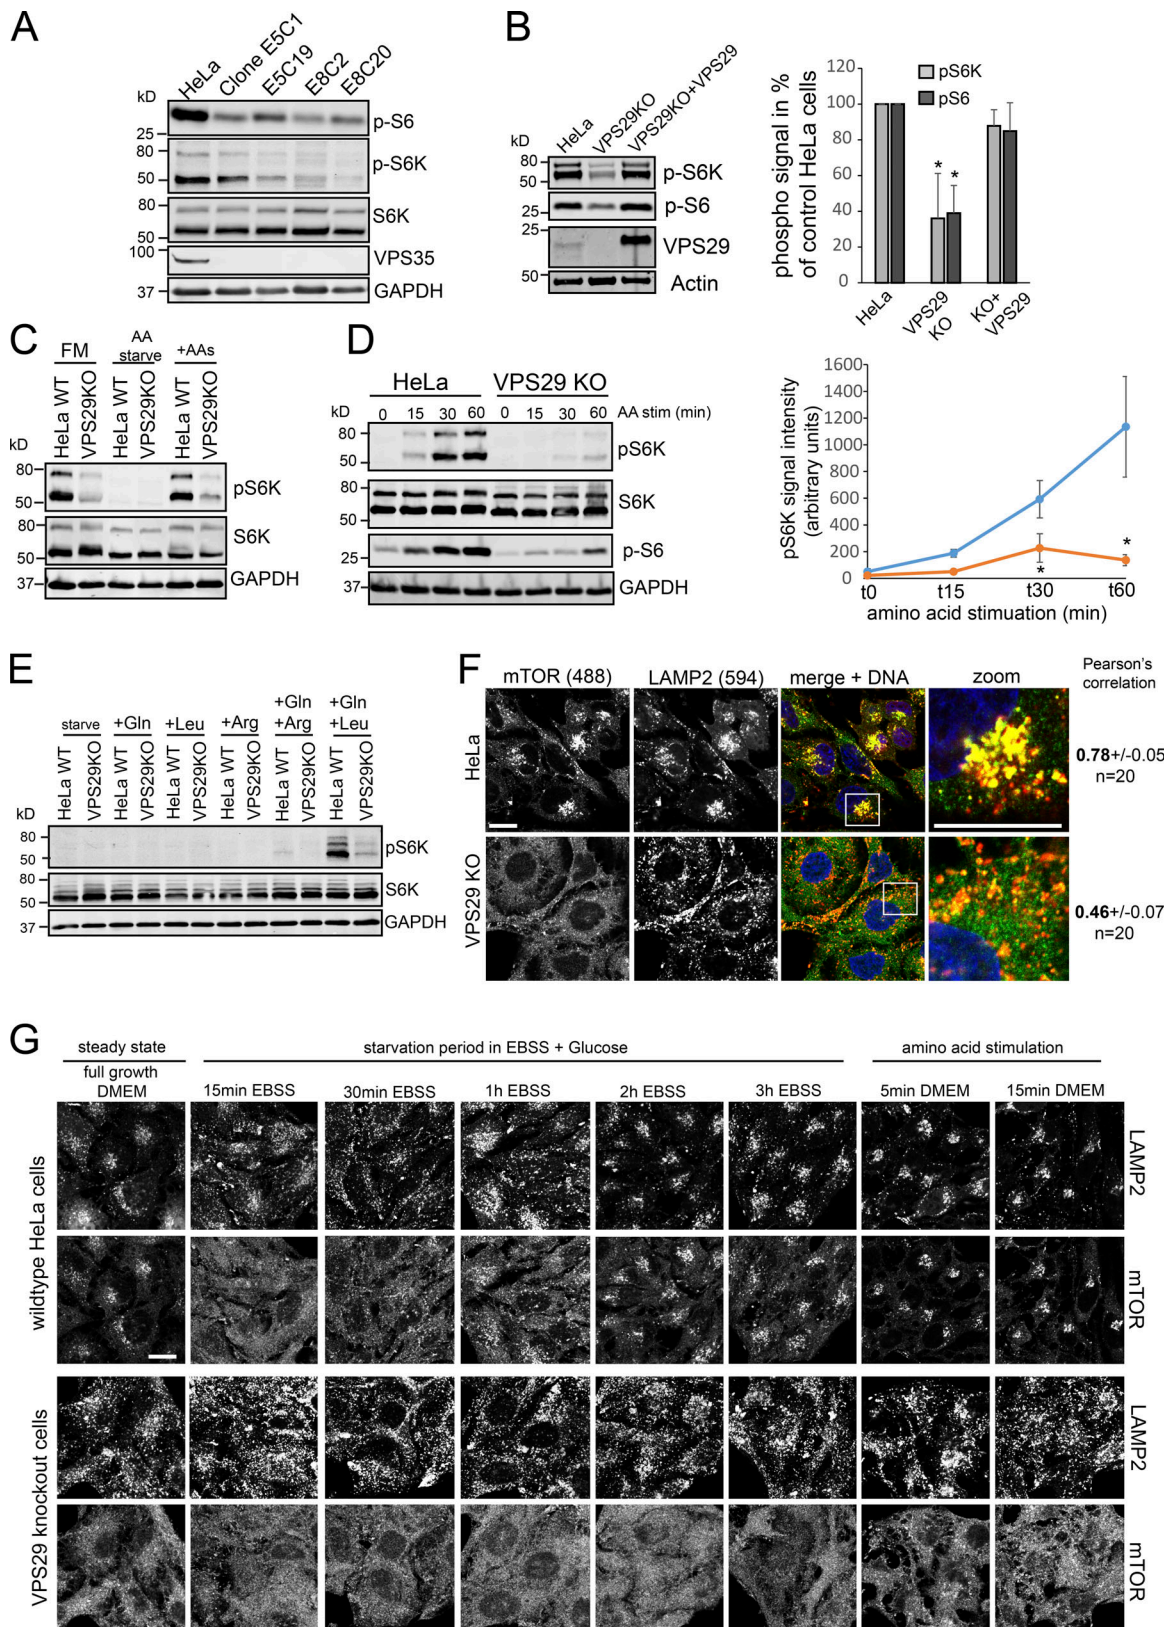 A
HeLa
Clone E5C1
E5C19
E8C2
E8C20
kD
25
p-S6
80
50
p-S6K
80
50
S6K
100
VPS35
37
GAPDH
B
HeLa
VPS29KO
VPS29KO+VPS29
kD
80
50
p-S6K
25
p-S6
25
VPS29
50
Actin
phospho signal in %
of control HeLa cells
120
100
80
60
40
20
0
pS6K
pS6
*
*
HeLa
VPS29
KO
KO+
VPS29
C
FM
AA
starve
+AAs
HeLa WT
VPS29KO
HeLa WT
VPS29KO
HeLa WT
VPS29KO
kD
80
50
pS6K
80
50
S6K
37
GAPDH
D
HeLa
VPS29 KO
kD
0 15 30 60 0 15 30 60 AA stim (min)
80
50
pS6K
80
50
S6K
25
p-S6
37
GAPDH
pS6K signal intensity
(arbitrary units)
1600
1400
1200
1000
800
600
400
200
0
*
*
t0 t15 t30 t60
amino acid stimuation (min)
E
starve
+Gln
+Leu
+Arg
+Gln
+Arg
+Gln
+Leu
HeLa WT
VPS29KO
HeLa WT
VPS29KO
HeLa WT
VPS29KO
HeLa WT
VPS29KO
HeLa WT
VPS29KO
HeLa WT
VPS29KO
kD
80
50
pS6K
80
50
S6K
37
GAPDH
F
mTOR (488) LAMP2 (594) merge + DNA zoom
Pearson's
correlation
HeLa
0.78+/-0.05
n=20
VPS29 KO
0.46+/-0.07
n=20
G
steady state
starvation period in EBSS + Glucose
amino acid stimulation
full growth
DMEM
15min EBSS 30min EBSS 1h EBSS 2h EBSS 3h EBSS 5min DMEM 15min DMEM
wildtype HeLa cells
LAMP2
mTOR
VPS29 knockout cells
LAMP2
mTOR